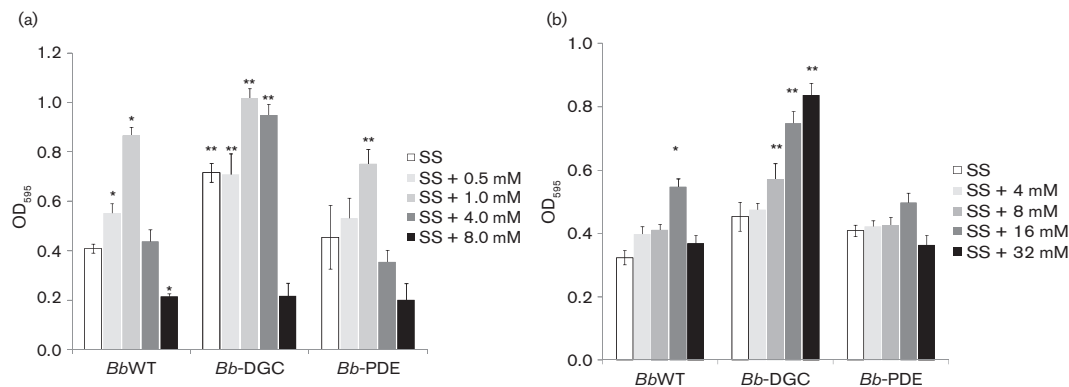 (a)
1.2
1.0
0.8
0.6
0.4
0.2
0.0
OD595
*
*
*
**
**
**
**
**
BbWT
Bb-DGC
Bb-PDE
SS
SS + 0.5 mM
SS + 1.0 mM
SS + 4.0 mM
SS + 8.0 mM
(b)
1.0
0.8
0.6
0.4
0.2
0.0
OD595
*
**
**
**
BbWT
Bb-DGC
Bb-PDE
SS
SS + 4 mM
SS + 8 mM
SS + 16 mM
SS + 32 mM